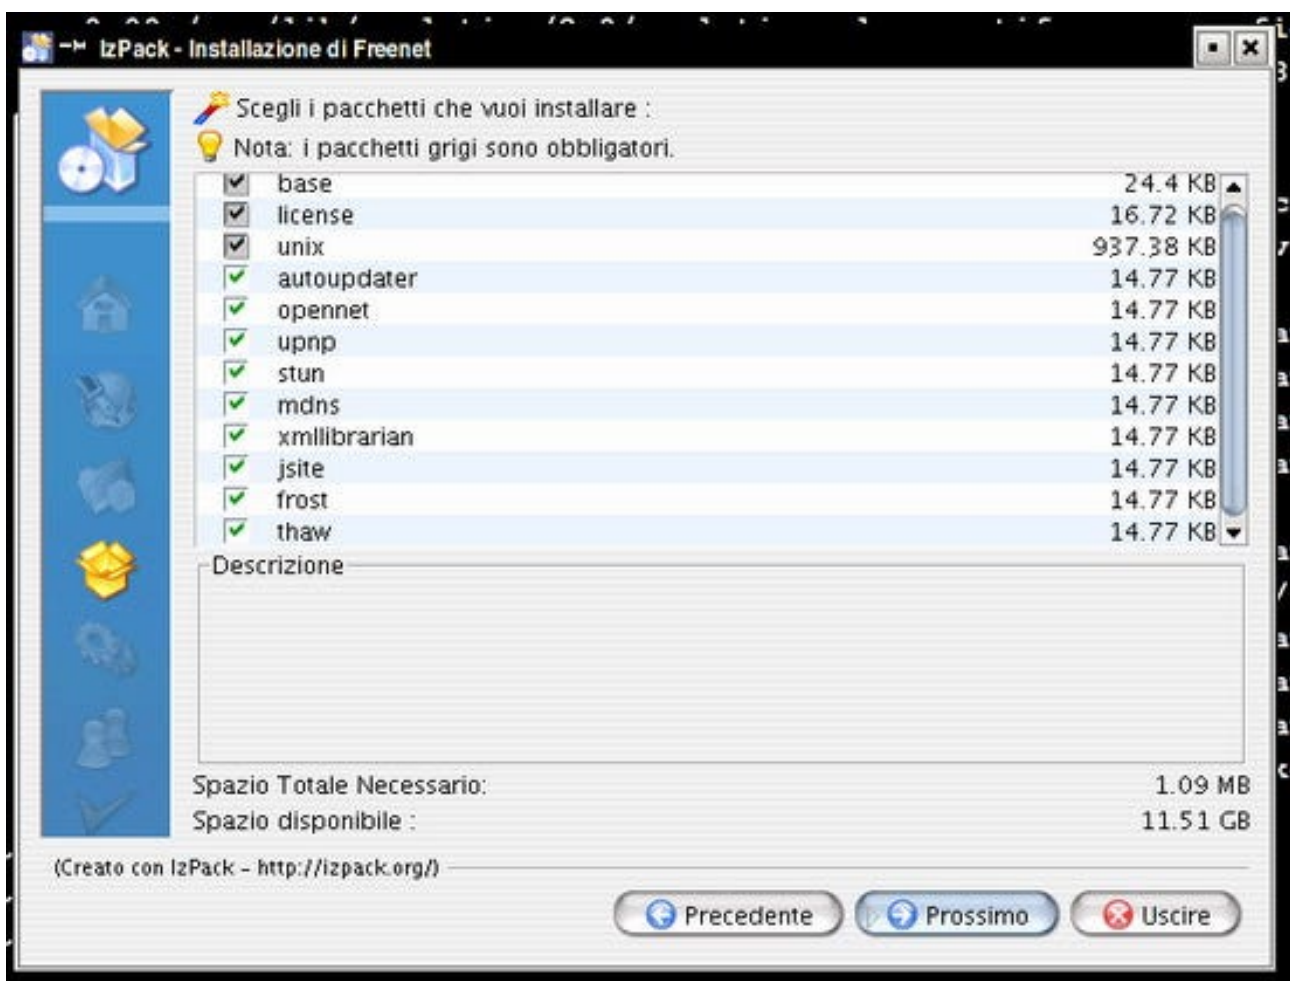 IzPack - Installazione di Freenet
Scegli i pacchetti che vuoi installare :
Nota: i pacchetti grigi sono obbligatori.
base 24.4 KB
license 16.72 KB
unix 937.38 KB
autoupdater 14.77 KB
opennet 14.77 KB
upnp 14.77 KB
stun 14.77 KB
mdns 14.77 KB
xmllibrarian 14.77 KB
jsite 14.77 KB
frost 14.77 KB
thaw 14.77 KB
Descrizione
Spazio Totale Necessario: 1.09 MB
Spazio disponibile : 11.51 GB
(Creato con IzPack - http://izpack.org/)
Precedente Prossimo Uscire